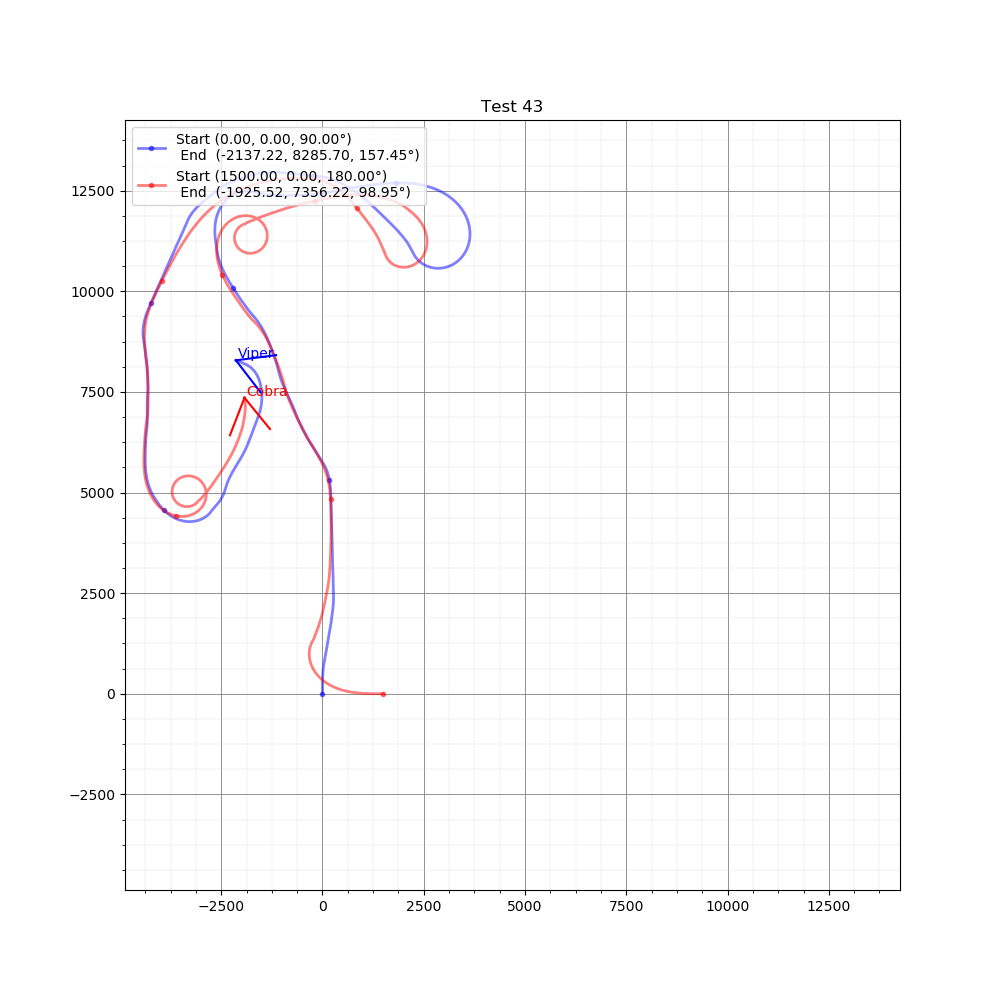 Test 43
Start (0.00, 0.00, 90.00°)
End (-2137.22, 8285.70, 157.45°)
Start (1500.00, 0.00, 180.00°)
End (-1925.52, 7356.22, 98.95°)
12500
10000
7500
5000
2500
0
−2500
Viper
Cobra
−2500 0 2500 5000 7500 10000 12500